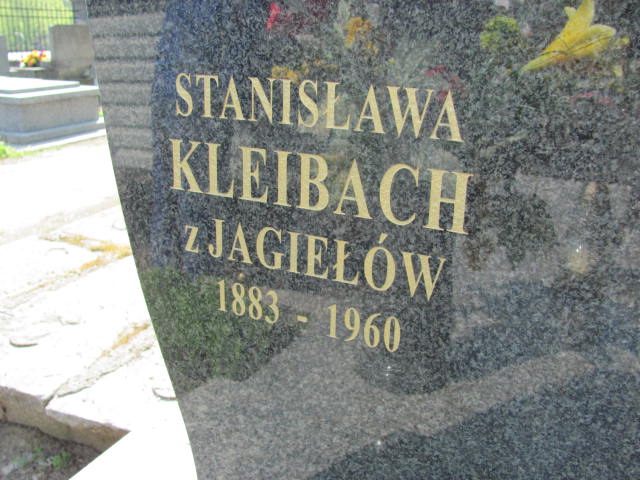 STANISŁAWA
KLEIBACH
z JAGIEŁÓW
1883 - 1960